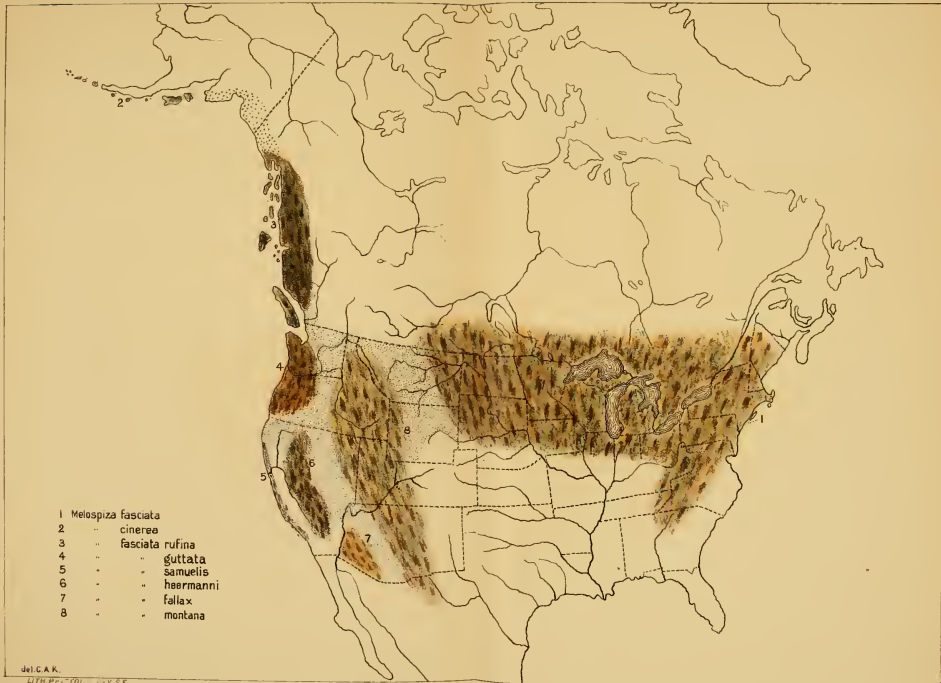 2
3
4
8
1
6
5
7
1 Melospiza fasciata
2 " cinerea
3 " fasciata rufina
4 " " guttata
5 " " samuelis
6 " " heermanni
7 " " fallax
8 " " montana
del. C.A.K.